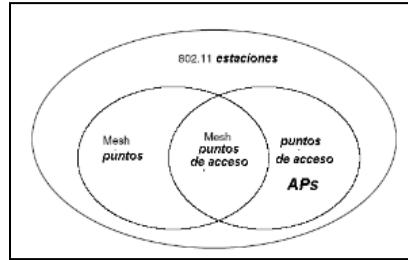 802.11 estaciones
Mesh
puntos
Mesh
puntos
de acceso
puntos
de acceso
APs